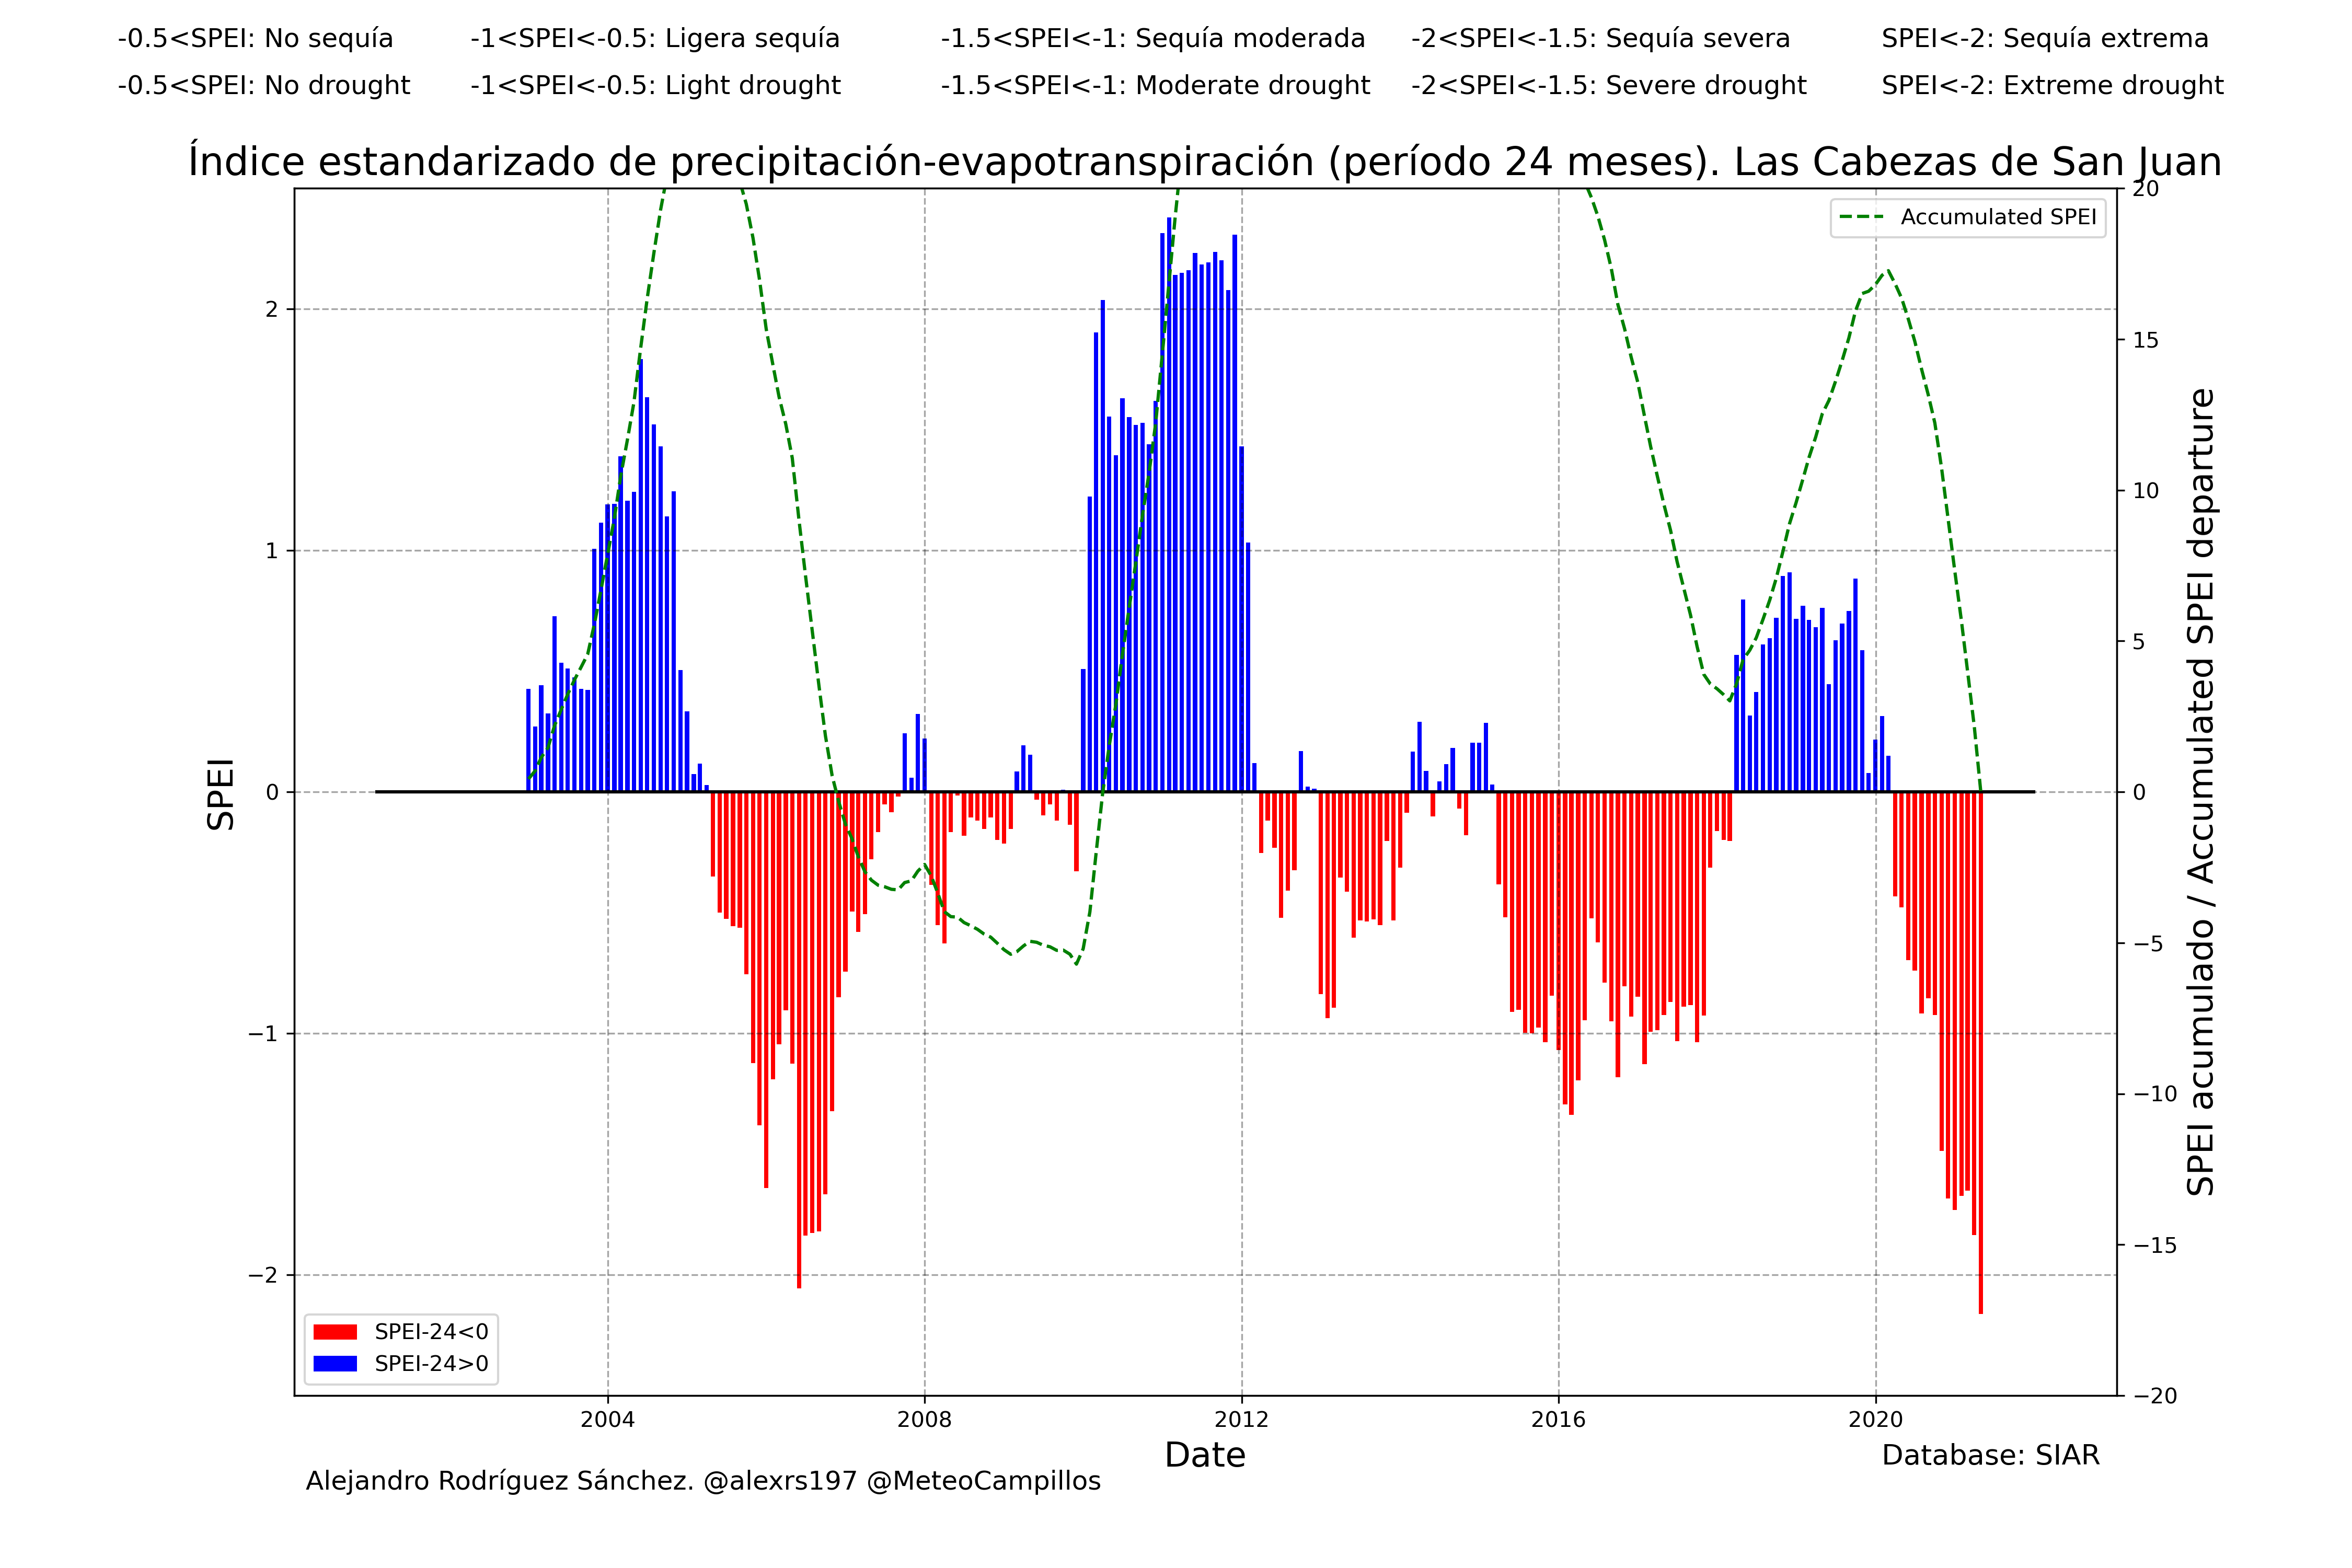 -0.5<SPEI: No sequía
-1<SPEI<-0.5: Ligera sequía
-1.5<SPEI<-1: Sequía moderada
-2<SPEI<-1.5: Sequía severa
SPEI<-2: Sequía extrema
-0.5<SPEI: No drought
-1<SPEI<-0.5: Light drought
-1.5<SPEI<-1: Moderate drought
-2<SPEI<-1.5: Severe drought
SPEI<-2: Extreme drought
Índice estandarizado de precipitación-evapotranspiración (período 24 meses). Las Cabezas de San Juan
Accumulated SPEI
SPEI
2
1
0
−1
−2
20
15
10
5
0
−5
−10
−15
−20
SPEI acumulado / Accumulated SPEI departure
SPEI-24<0
SPEI-24>0
2004
2008
2012
2016
2020
Date
Database: SIAR
Alejandro Rodríguez Sánchez. @alexrs197 @MeteoCampillos